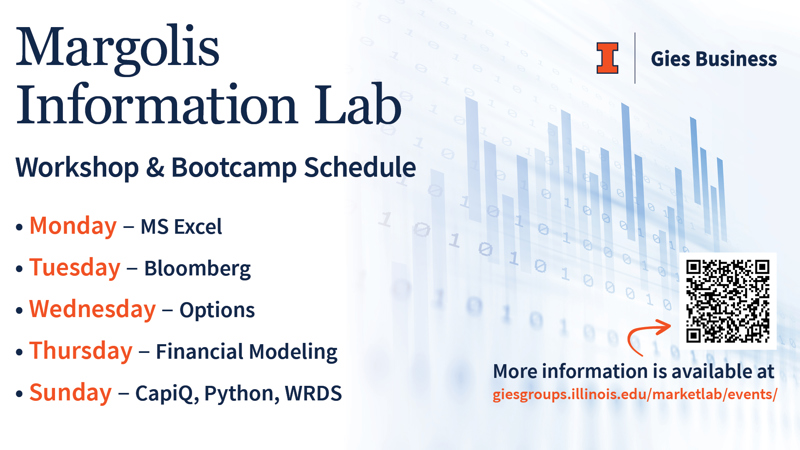 Margolis
Information Lab
Workshop & Bootcamp Schedule
• Monday – MS Excel
• Tuesday – Bloomberg
• Wednesday – Options
• Thursday – Financial Modeling
• Sunday – CapiQ, Python, WRDS
I
Gies Business
More information is available at
giesgroups.illinois.edu/marketlab/events/